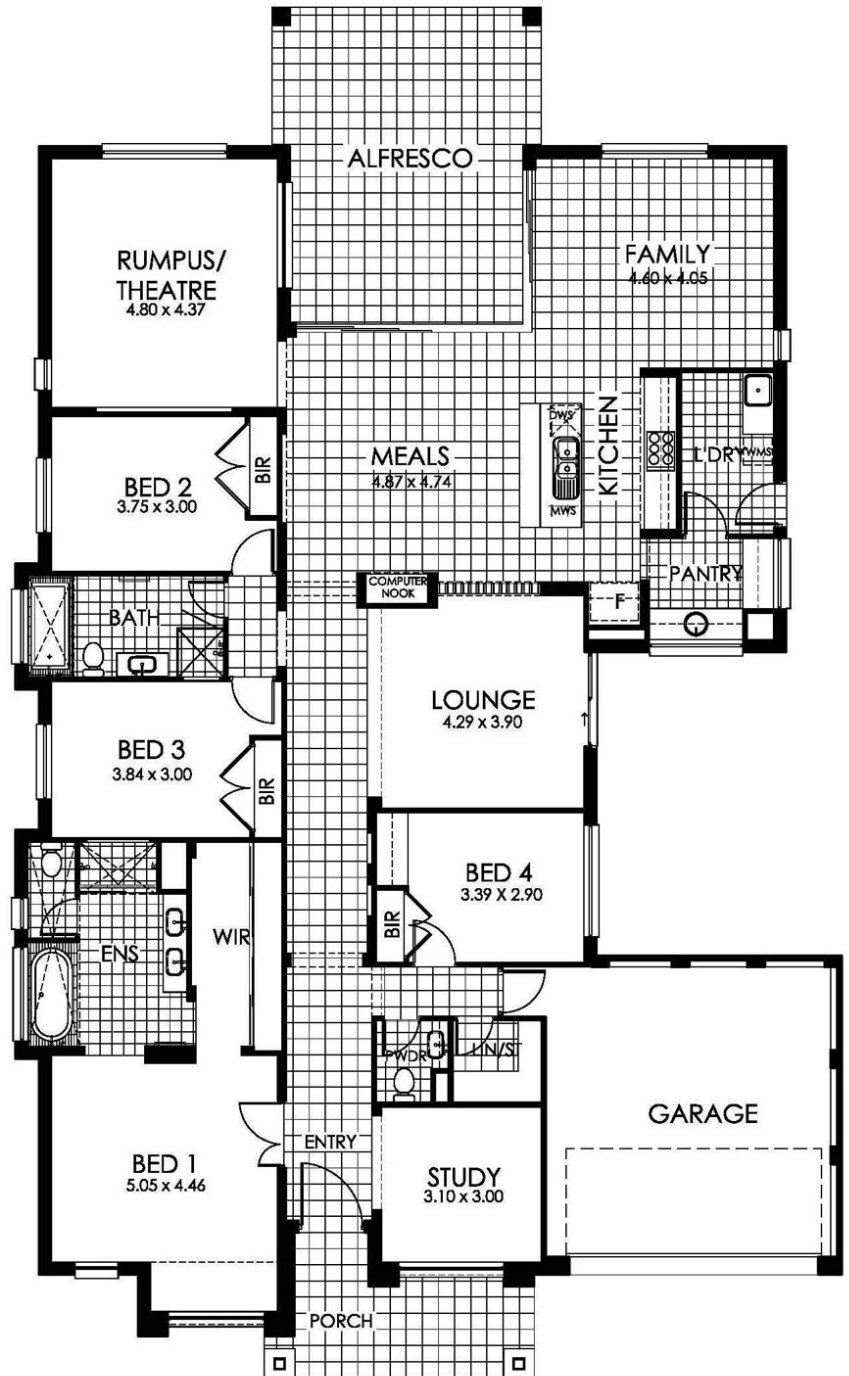 ALFRESCO
RUMPUS/
THEATRE
4.80 x 4.37
FAMILY
4.60 x 4.05
BED 2
3.75 x 3.00
BIR
MEALS
4.87 x 4.74
DWS
MWS
KITCHEN
L'DRY
WMS
PANTRY
F
COMPUTER
NOOK
BATH
LOUNGE
4.29 x 3.90
BED 3
3.84 x 3.00
BIR
BED 4
3.39 X 2.90
BIR
ENS
WIR
PWDR
LIN/S
GARAGE
BED 1
5.05 x 4.46
ENTRY
STUDY
3.10 x 3.00
PORCH